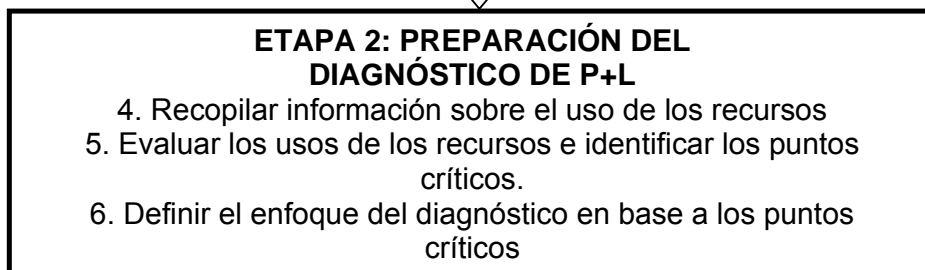 ETAPA 2: PREPARACIÓN DEL
DIAGNÓSTICO DE P+L
4. Recopilar información sobre el uso de los recursos
5. Evaluar los usos de los recursos e identificar los puntos
críticos.
6. Definir el enfoque del diagnóstico en base a los puntos
críticos